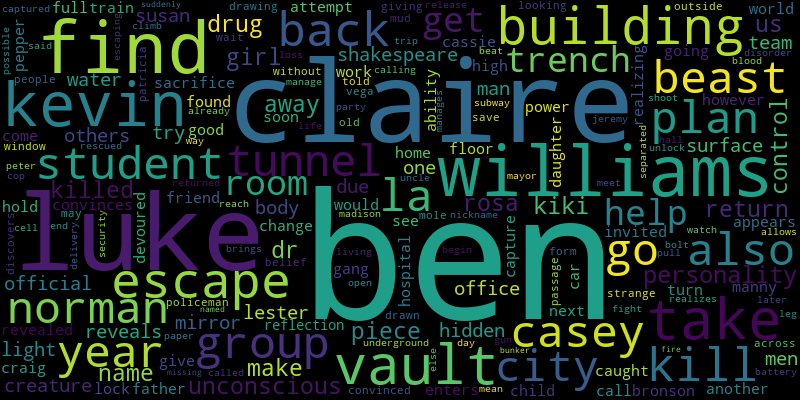 captured
suddenly
drawing
giving
mud
release
looking
outside
possible
fulltrain
climb
susan
drug
attempt
wait
back
get
cassie
building
world
us
find
said
pepper
escaping
girl
shakespeare
trip
beat
high
trench
going
team
disorder
people
water
patricia
loss
without
calling
work
man
realizing
blood
beast
kevin
sacrifice
manage
told
vega
ability
power
shoot
however
claire
found
already
away
party
subway
save
jeremy
plan
control
come
others
way
try
good
soon
life
old
manages
window
rescued
home
floor
daughter
separated
mayor
hall
surface
peter
student
tunnel
one
williams
unlock
cop
killed
returned
room
due
uncle
la
meet
hold
convinces
devoured
reach
friend
body
would
madison
see
mole
nickname
rosa
kiki
help
return
luke
cell
may
end
delivery
security
discovers
brings
change
belief
dr
living
gang
open
hospital
ben
capture
invited
go
also
watch
allows
appears
bolt
pull
begin
form
car
passage
official
escape
office
personality
manny
strange
turn
realizes
later
leg
norman
policeman
named
mirror
lester
reflection
drawn
piece
hidden
next
fight
take
revealed
reveals
paper
underground
day
gun
casey
across
light
craig
year
group
give
make
vault
else
bunker
city
caught
kill
men
name
missing
called
fire
battery
creature
lock
father
unconscious
convinced
enters
mean
child
call
bronson
another